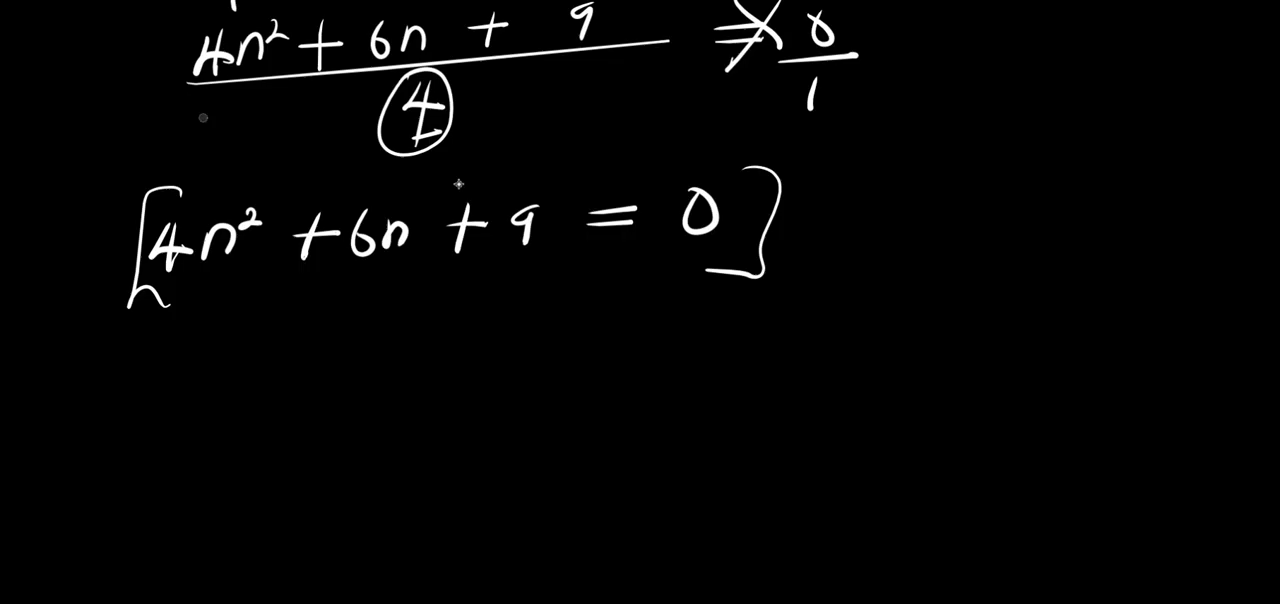 4n² + 6n + 9 = 0
4 1
[4n² + 6n + 9 = 0]